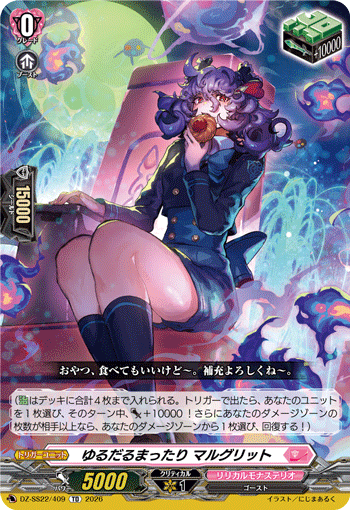 0
グレード
ブースト
治
+10000
15000
シールド
おやつ、食べてもいいけど~。補充よろしくね~。
(治はデッキに合計4枚まで入れられる。トリガーで出たら、あなたのユニットを1枚選び、そのターン中、+10000！さらにあなたのダメージゾーンの枚数が相手以上なら、あなたのダメージゾーンから1枚選び、回復する！)
トリガーユニット
ゆるだるまったり マルグリット
パワー
5000
クリティカル
1
リリカルモナステリオ
ゴースト
DZ-SS22/409 TD 2026
イラスト/にじまあるく